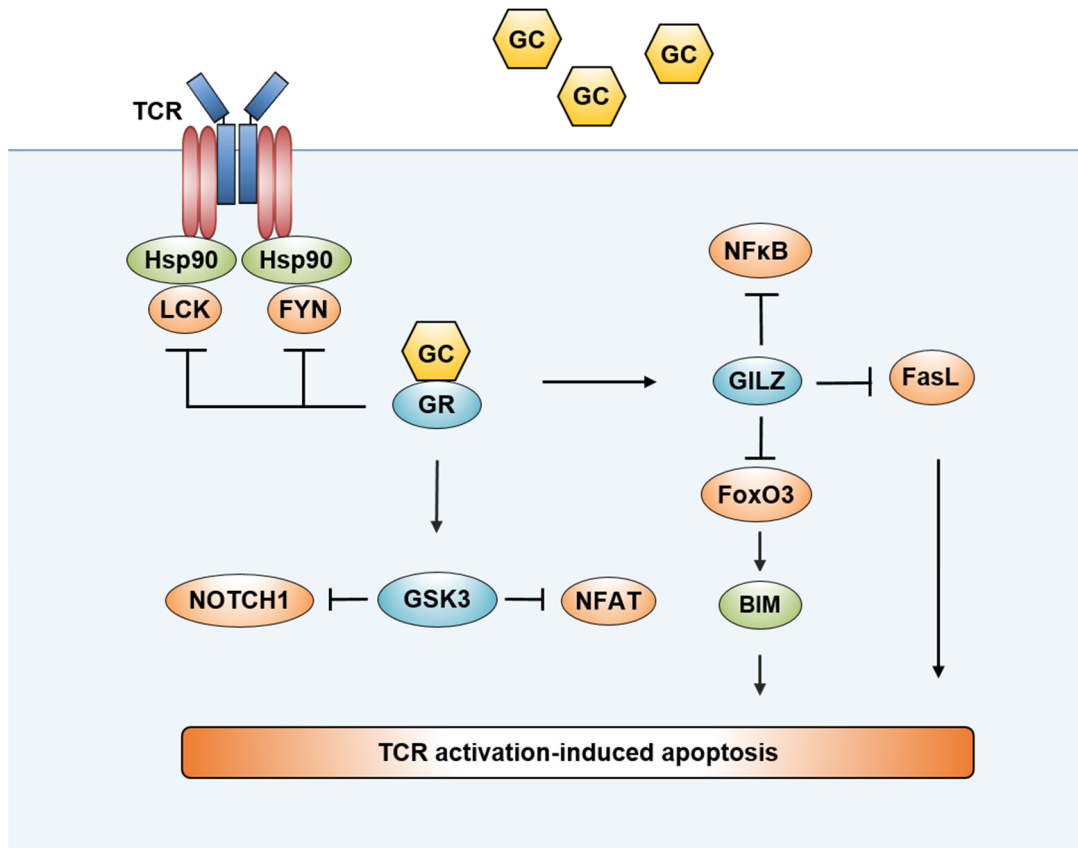 GC
GC
GC
TCR
Hsp90
Hsp90
LCK
FYN
NFκB
GC
GR
GILZ
FasL
FoxO3
NOTCH1
GSK3
NFAT
BIM
TCR activation-induced apoptosis